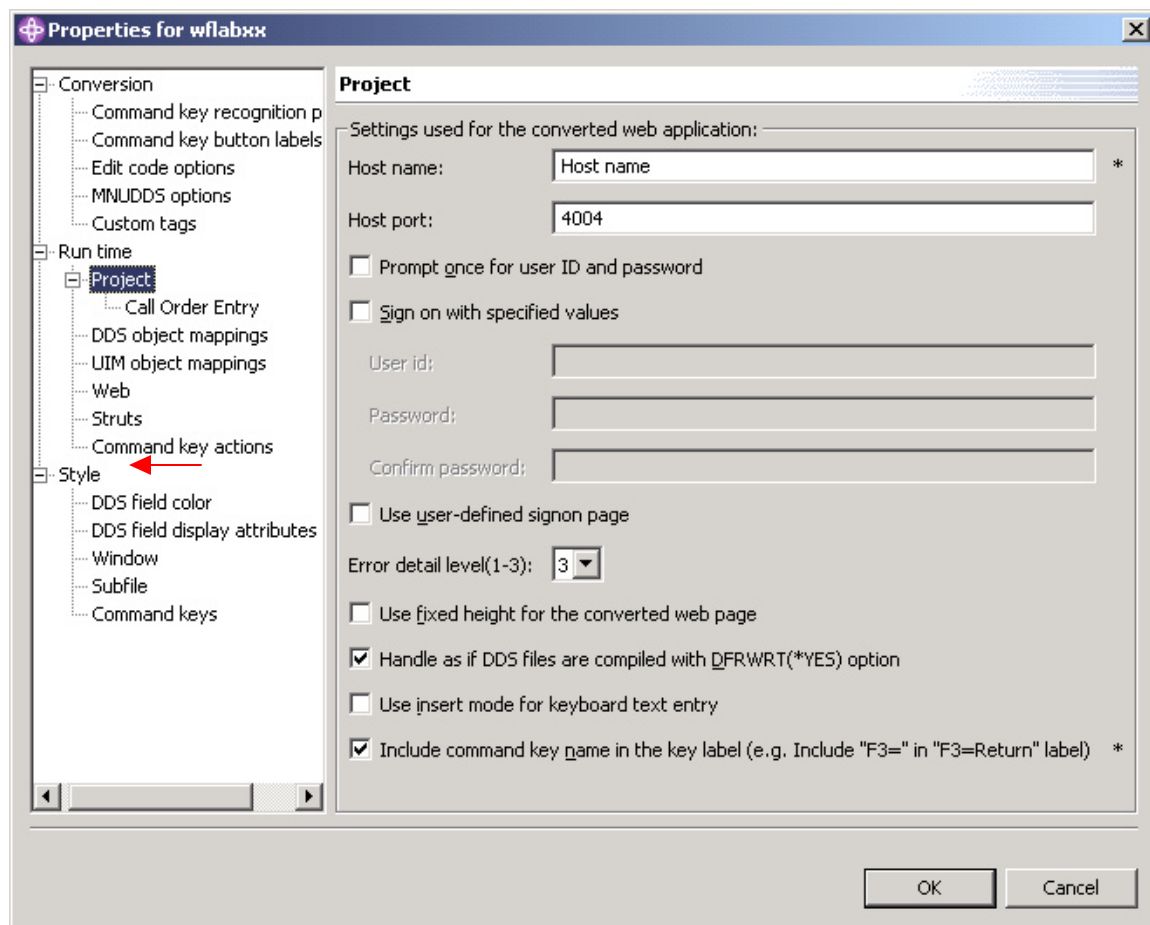 Properties for wflabxx
Conversion
Command key recognition p
Command key button labels
Edit code options
MNUDDS options
Custom tags
Run time
Project
Call Order Entry
DDS object mappings
UIM object mappings
Web
Struts
Command key actions
Style
DDS field color
DDS field display attributes
Window
Subfile
Command keys
Project
Settings used for the converted web application:
Host name: Host name *
Host port: 4004
Prompt once for user ID and password
Sign on with specified values
User id:
Password:
Confirm password:
Use user-defined signon page
Error detail level(1-3): 3
Use fixed height for the converted web page
Handle as if DDS files are compiled with DFRWRT(*YES) option
Use insert mode for keyboard text entry
Include command key name in the key label (e.g. Include "F3=" in "F3=Return" label) *
OK Cancel